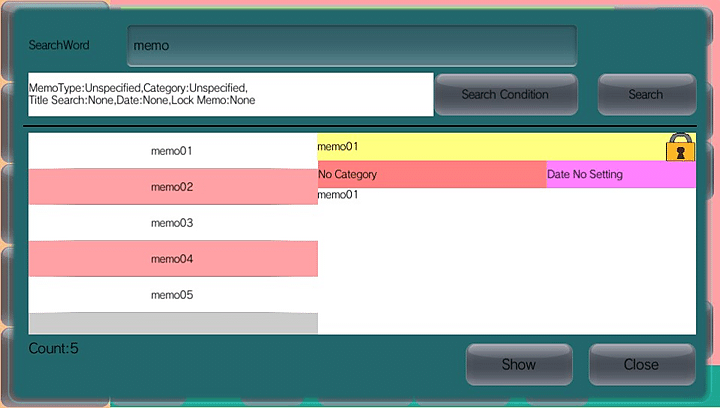 SearchWord
memo
MemoType:Unspecified,Category:Unspecified,
Title Search:None,Date:None,Lock Memo:None
Search Condition
Search
memo01
memo02
memo03
memo04
memo05
memo01
No Category
Date No Setting
memo01
Count:5
Show
Close